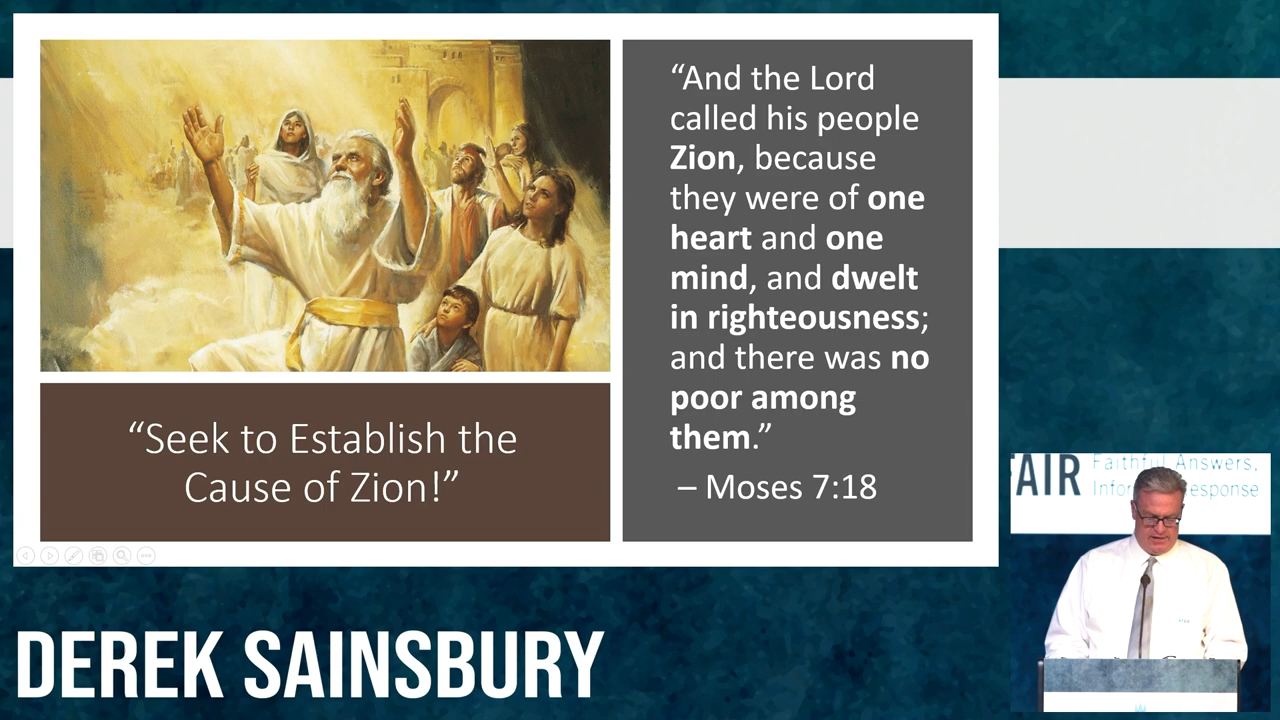 “And the Lord
called his people
Zion, because
they were of one
heart and one
mind, and dwelt
in righteousness;
and there was no
poor among
them.”
– Moses 7:18
“Seek to Establish the
Cause of Zion!”
AIR Faithful Answers,
Response
DEREK SAINSBURY